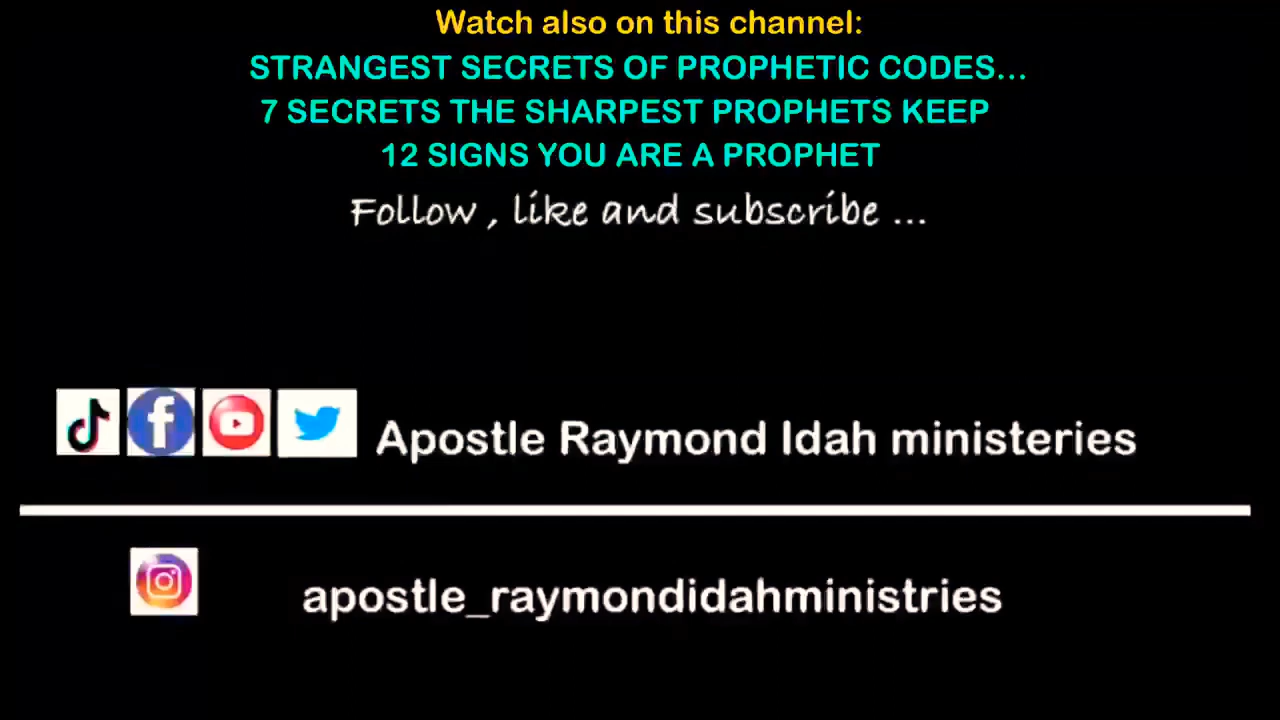 Watch also on this channel:
STRANGEST SECRETS OF PROPHETIC CODES...
7 SECRETS THE SHARPEST PROPHETS KEEP
12 SIGNS YOU ARE A PROPHET
Follow , like and subscribe ...
Apostle Raymond Idah ministeries
apostle_raymondidahministries